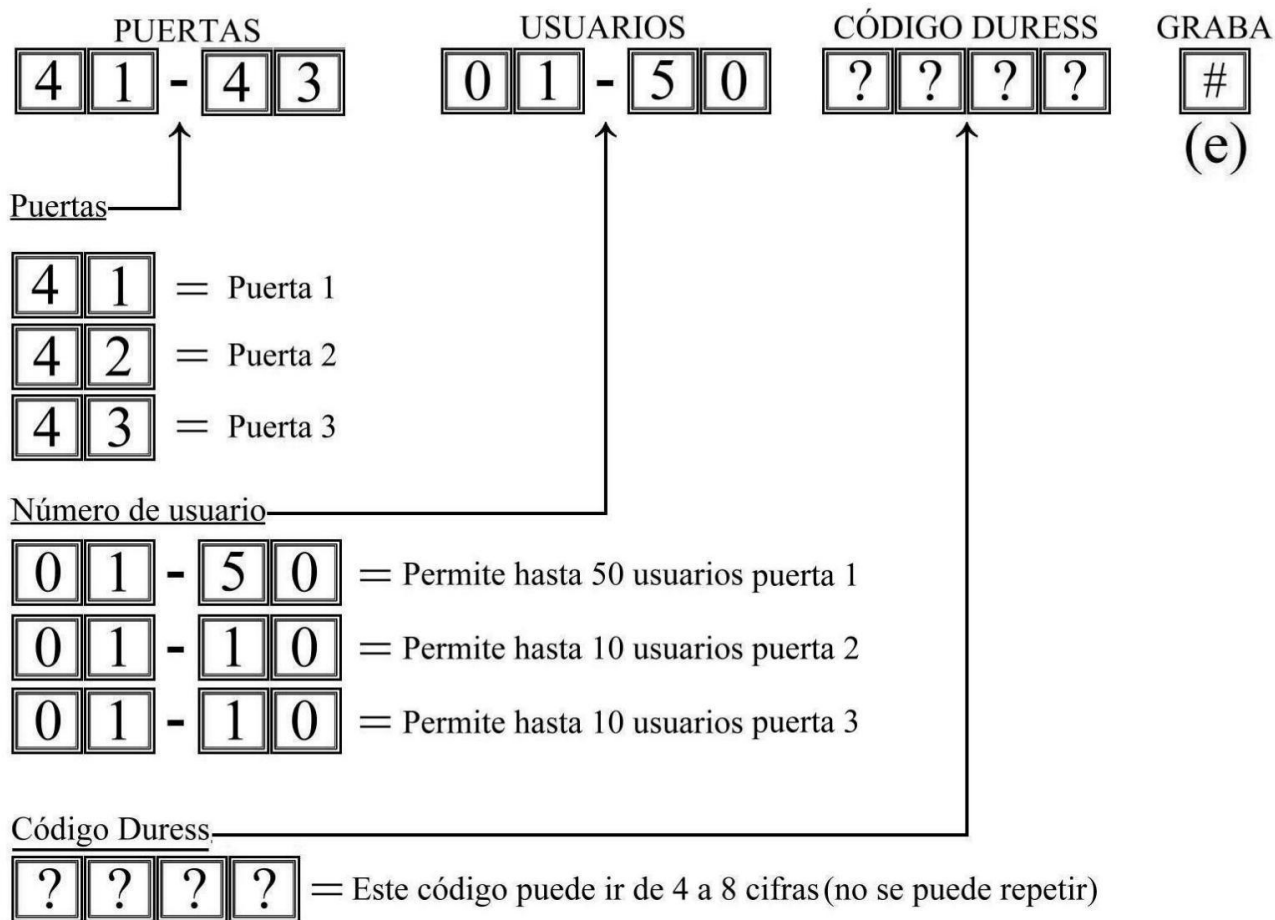 PUERTAS USUARIOS CÓDIGO DURESS GRABA
4 1 - 4 3 0 1 - 5 0 ? ? ? ? #
(e)
Puertas
4 1 = Puerta 1
4 2 = Puerta 2
4 3 = Puerta 3
Número de usuario
0 1 - 5 0 = Permite hasta 50 usuarios puerta 1
0 1 - 1 0 = Permite hasta 10 usuarios puerta 2
0 1 - 1 0 = Permite hasta 10 usuarios puerta 3
Código Duress
? ? ? ? = Este código puede ir de 4 a 8 cifras (no se puede repetir)